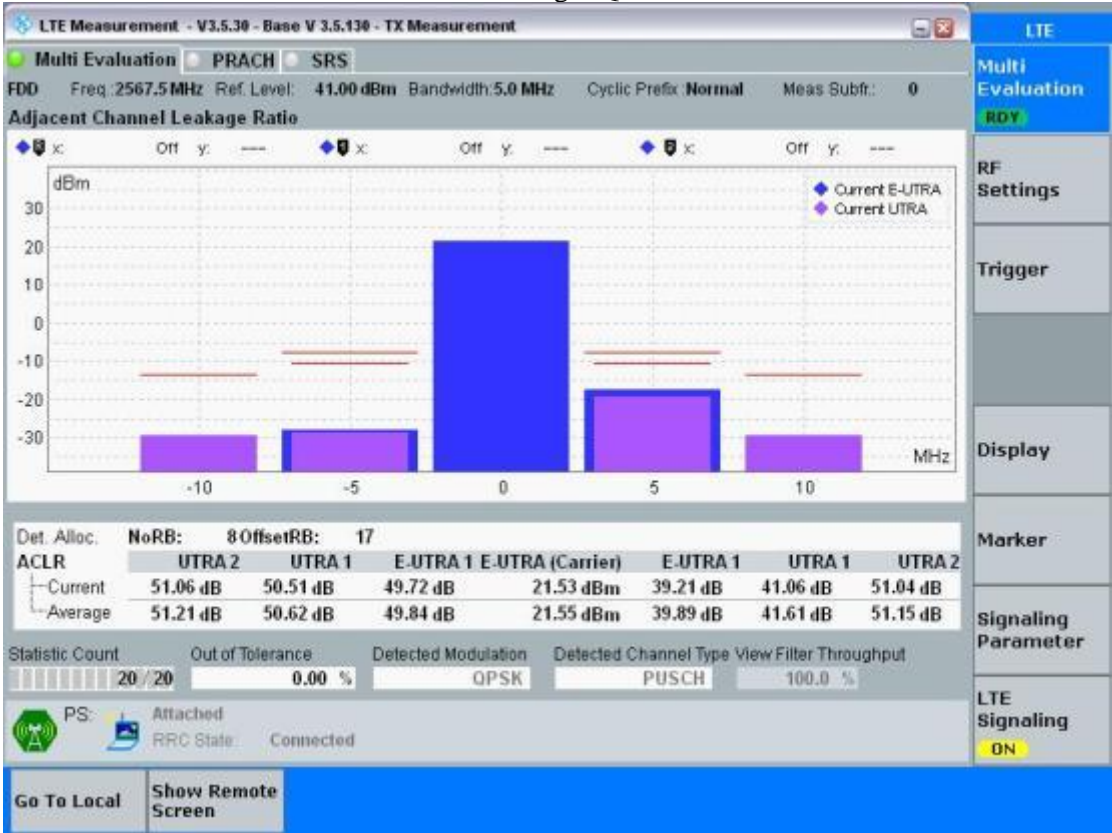 LTE Measurement - V3.5.30 - Base V 3.5.130 - TX Measurement
LTE
Multi Evaluation PRACH SRS
Multi
Evaluation
RDY
FDD Freq.:2567.5 MHz Ref. Level: 41.00 dBm Bandwidth:5.0 MHz Cyclic Prefix :Normal Meas Subfr.: 0
Adjacent Channel Leakage Ratio
x: Off y: --- x: Off y: --- x: Off y: ---
dBm
Current E-UTRA
Current UTRA
30
20
10
0
-10
-20
-30
MHz
-10 -5 0 5 10
RF
Settings
Trigger
Display
Marker
Signaling
Parameter
LTE
Signaling
ON
Det. Alloc. NoRB: 8 OffsetRB: 17
ACLR UTRA 2 UTRA 1 E-UTRA 1 E-UTRA (Carrier) E-UTRA 1 UTRA 1 UTRA 2
Current 51.06 dB 50.51 dB 49.72 dB 21.53 dBm 39.21 dB 41.06 dB 51.04 dB
Average 51.21 dB 50.62 dB 49.84 dB 21.55 dBm 39.89 dB 41.61 dB 51.15 dB
Statistic Count Out of Tolerance Detected Modulation Detected Channel Type View Filter Throughput
20 / 20 0.00 % QPSK PUSCH 100.0 %
PS: Attached
RRC State: Connected
Go To Local
Show Remote
Screen